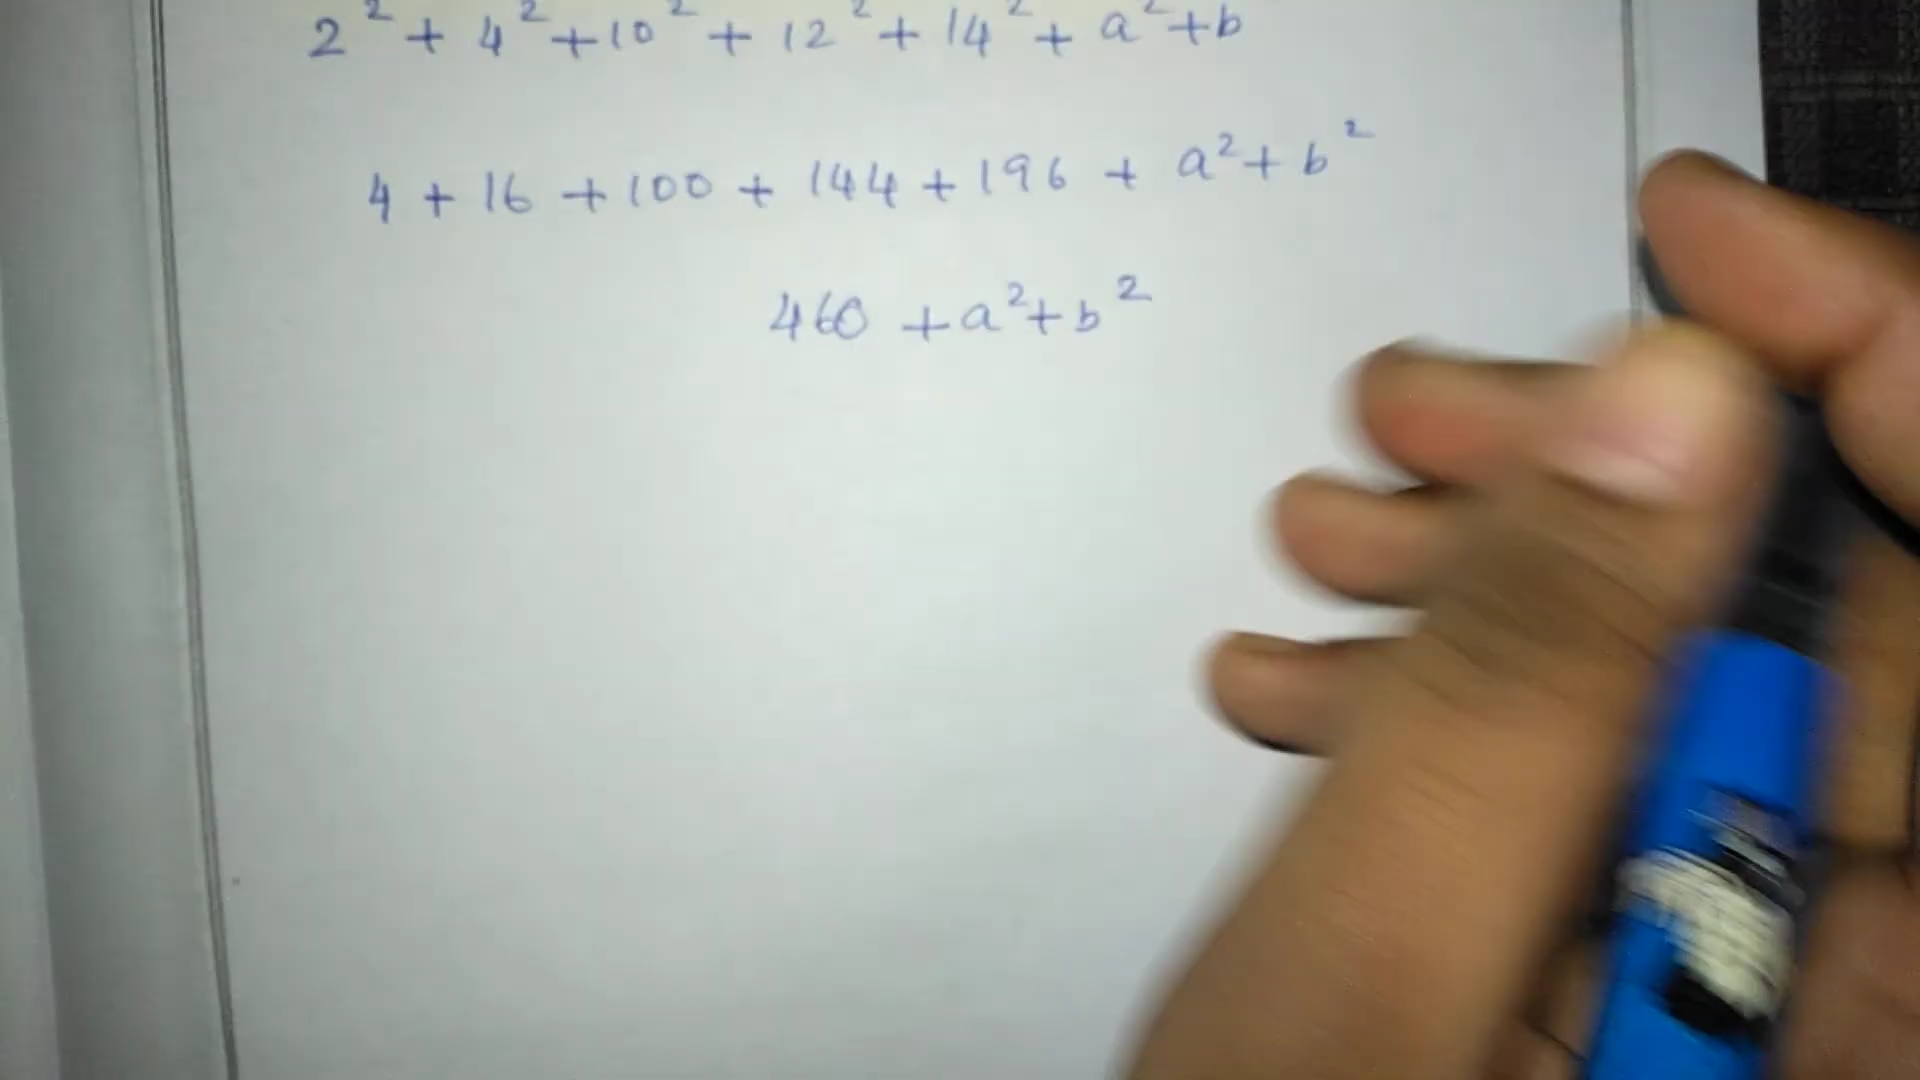 2² + 4² + 10² + 12² + 14² + a² + b
4 + 16 + 100 + 144 + 196 + a² + b²
460 + a² + b²